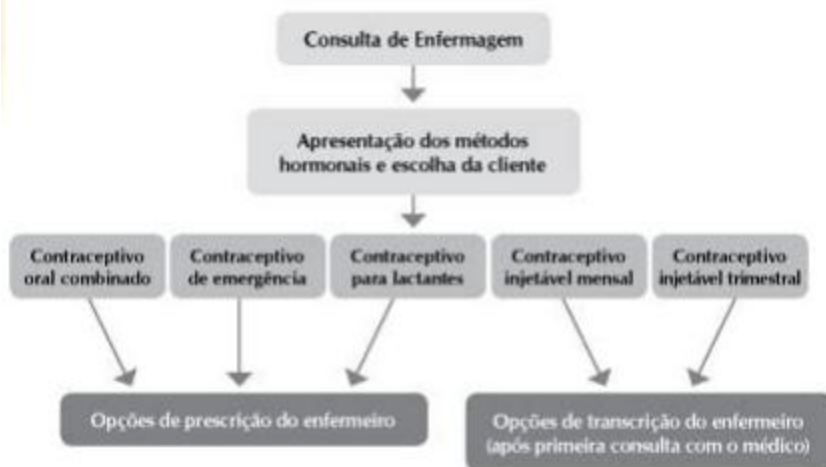 Consulta de Enfermagem
Apresentação dos métodos
hormonais e escolha da cliente
Contraceptivo
oral combinado
Contraceptivo
de emergência
Contraceptivo
para lactantes
Contraceptivo
injetável mensal
Contraceptivo
injetável trimestral
Opções de prescrição do enfermeiro
Opções de transcrição do enfermeiro
(após primeira consulta com o médico)